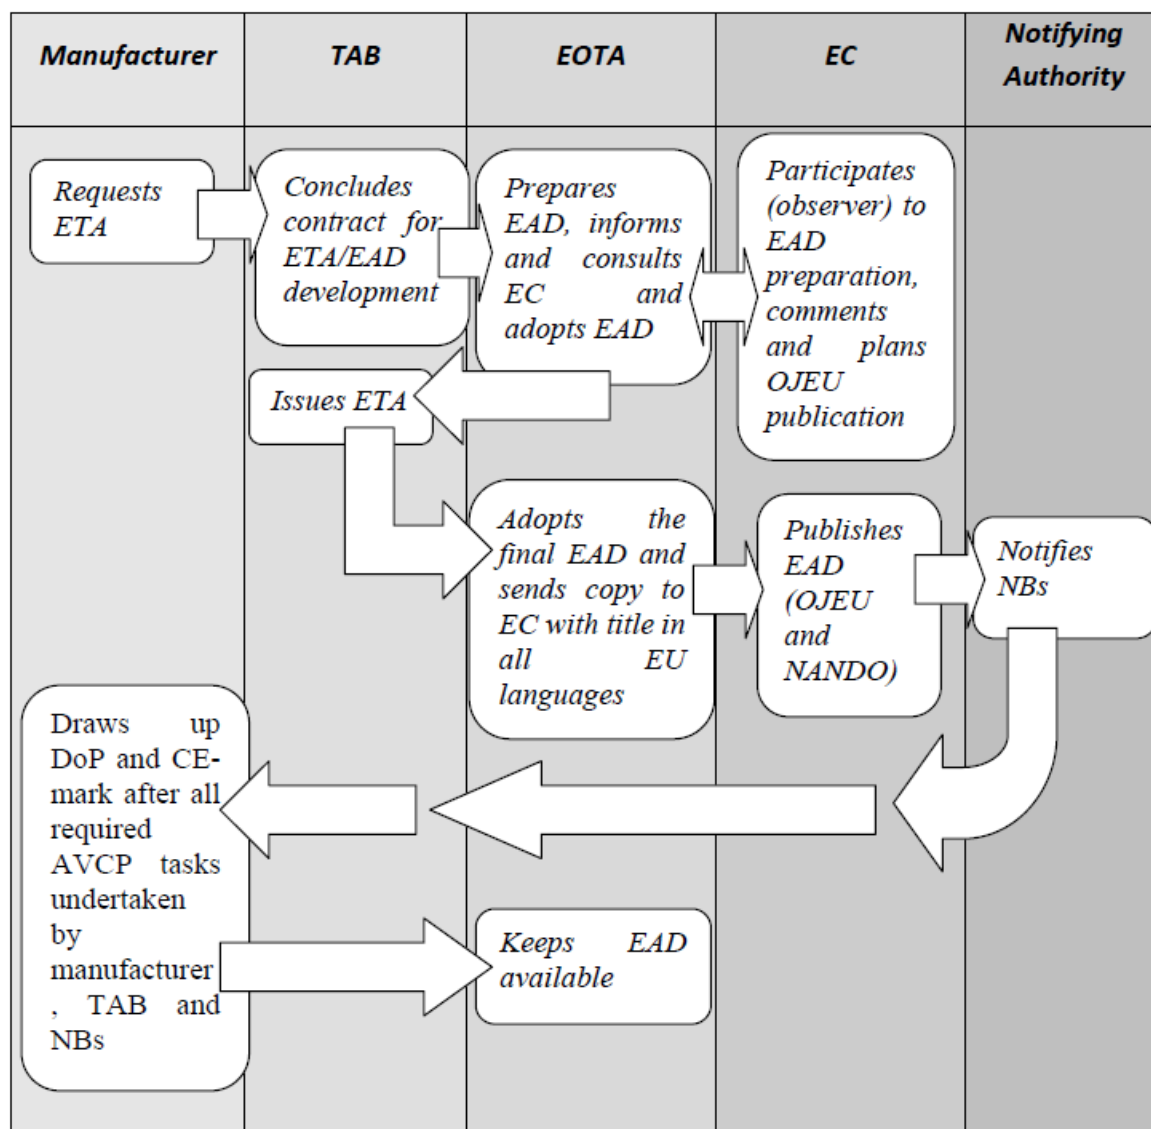 Manufacturer
TAB
EOTA
EC
Notifying
Authority
Requests
ETA
Concludes
contract for
ETA/EAD
development
Prepares
EAD, informs
and consults
EC and
adopts EAD
Participates
(observer) to
EAD
preparation,
comments
and plans
OJEU
publication
Issues ETA
Adopts the
final EAD and
sends copy to
EC with title in
all EU
languages
Publishes
EAD
(OJEU
and
NANDO)
Notifies
NBs
Draws up
DoP and CE-
mark after all
required
AVCP tasks
undertaken
by
manufacturer
, TAB and
NBs
Keeps EAD
available